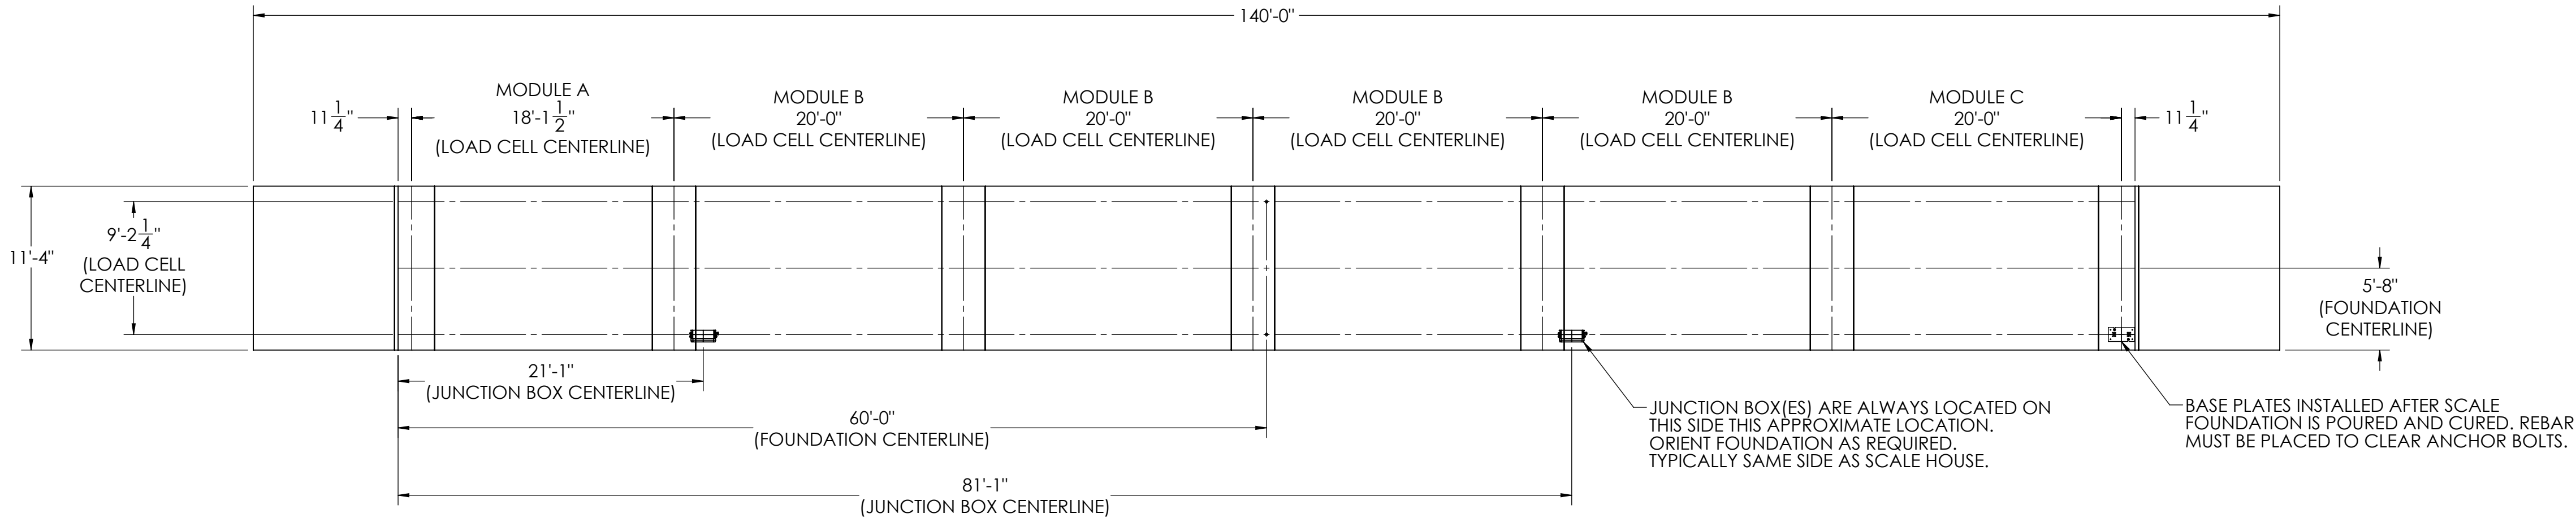 140'-0"
11 1/4"
MODULE A
18'-1 1/2"
(LOAD CELL CENTERLINE)
MODULE B
20'-0"
(LOAD CELL CENTERLINE)
MODULE B
20'-0"
(LOAD CELL CENTERLINE)
MODULE B
20'-0"
(LOAD CELL CENTERLINE)
MODULE B
20'-0"
(LOAD CELL CENTERLINE)
MODULE C
20'-0"
(LOAD CELL CENTERLINE)
11 1/4"
11'-4"
9'-2 1/4"
(LOAD CELL
CENTERLINE)
5'-8"
(FOUNDATION
CENTERLINE)
21'-1"
(JUNCTION BOX CENTERLINE)
60'-0"
(FOUNDATION CENTERLINE)
81'-1"
(JUNCTION BOX CENTERLINE)
JUNCTION BOX(ES) ARE ALWAYS LOCATED ON
THIS SIDE THIS APPROXIMATE LOCATION.
ORIENT FOUNDATION AS REQUIRED.
TYPICALLY SAME SIDE AS SCALE HOUSE.
BASE PLATES INSTALLED AFTER SCALE
FOUNDATION IS POURED AND CURED. REBAR
MUST BE PLACED TO CLEAR ANCHOR BOLTS.